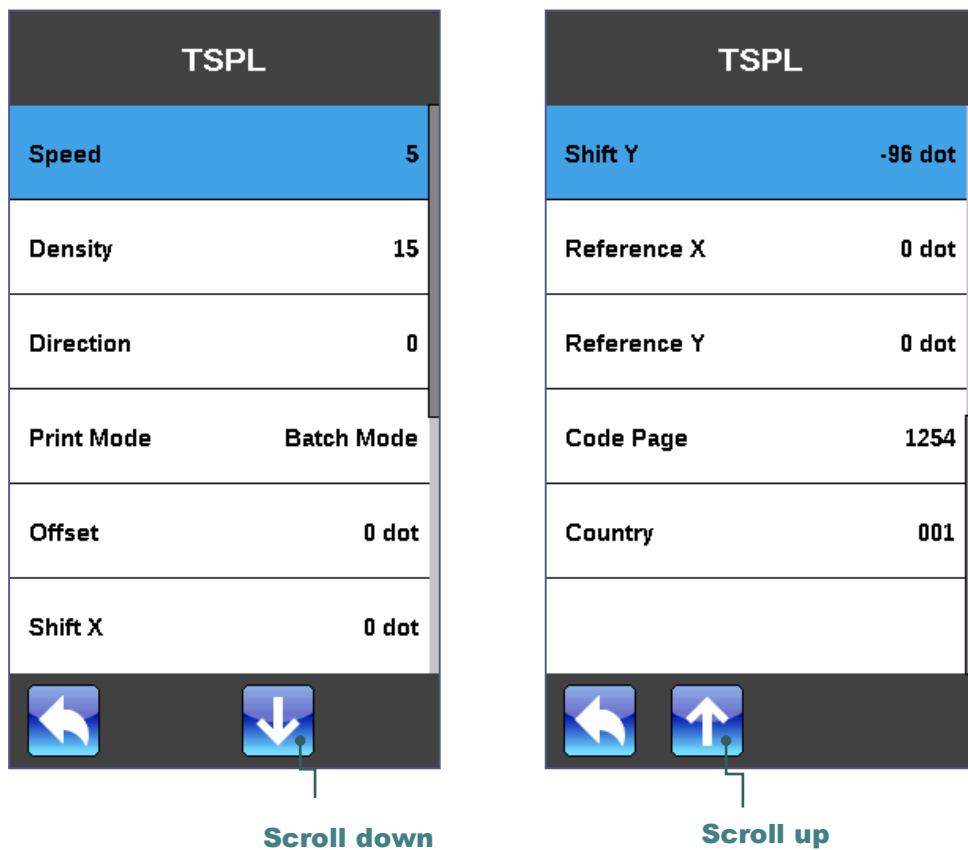 TSPL
Speed 5
Density 15
Direction 0
Print Mode Batch Mode
Offset 0 dot
Shift X 0 dot
Scroll down
TSPL
Shift Y -96 dot
Reference X 0 dot
Reference Y 0 dot
Code Page 1254
Country 001
Scroll up